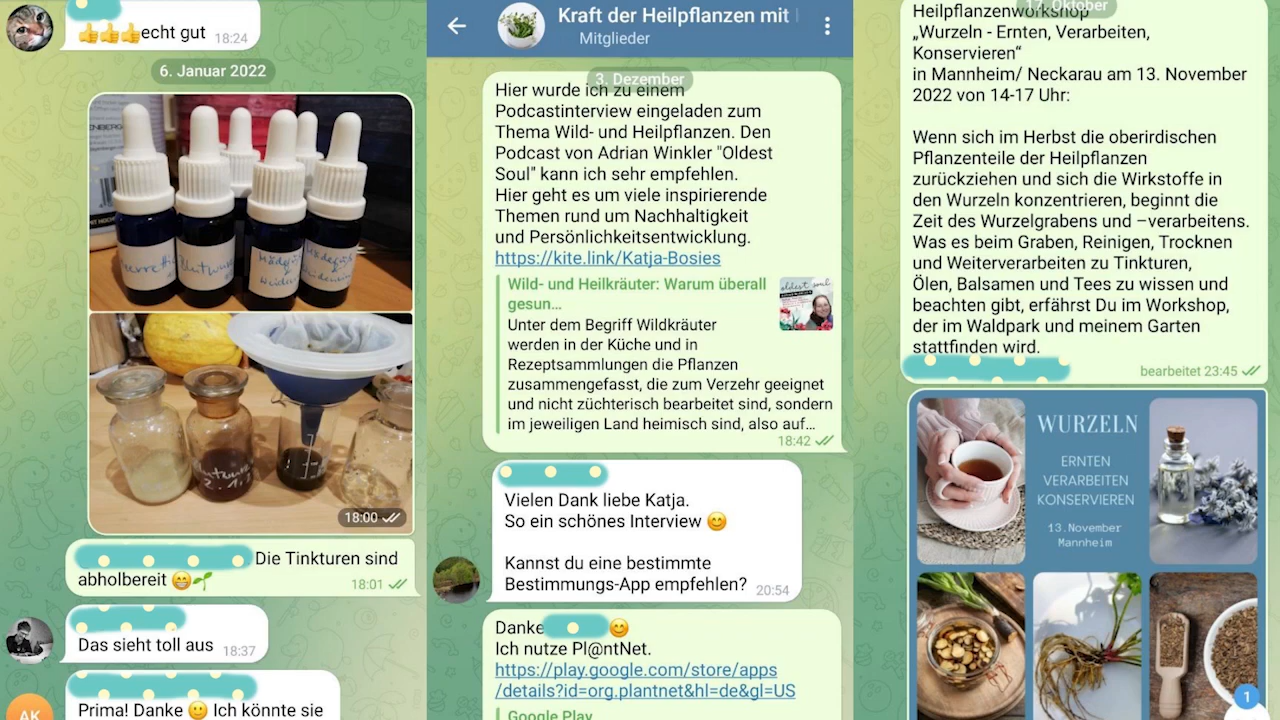 👍👍👍echt gut 18:24
6. Januar 2022
18:00
Die Tinkturen sind
abholbereit 😁🌱 18:01
Das sieht toll aus 18:37
AK
Prima! Danke 🙂 Ich könnte sie
Kraft der Heilpflanzen mit
Mitglieder
3. Dezember
Hier wurde ich zu einem
Podcastinterview eingeladen zum
Thema Wild- und Heilpflanzen. Den
Podcast von Adrian Winkler "Oldest
Soul" kann ich sehr empfehlen.
Hier geht es um viele inspirierende
Themen rund um Nachhaltigkeit
und Persönlichkeitsentwicklung.
https://kite.link/Katja-Bosies
Wild- und Heilkräuter: Warum überall
gesun...
oldest soul
Unter dem Begriff Wildkräuter
werden in der Küche und in
Rezeptsammlungen die Pflanzen
zusammengefasst, die zum Verzehr geeignet
und nicht züchterisch bearbeitet sind, sondern
im jeweiligen Land heimisch sind, also auf...
18:42
Vielen Dank liebe Katja.
So ein schönes Interview 😊
Kannst du eine bestimmte
Bestimmungs-App empfehlen? 20:54
Danke 😊
Ich nutze Pl@ntNet.
https://play.google.com/store/apps
/details?id=org.plantnet&hl=de&gl=US
Google Play
17. Oktober
Heilpflanzenworkshop
„Wurzeln - Ernten, Verarbeiten,
Konservieren“
in Mannheim/ Neckarau am 13. November
2022 von 14-17 Uhr:
Wenn sich im Herbst die oberirdischen
Pflanzenteile der Heilpflanzen
zurückziehen und sich die Wirkstoffe in
den Wurzeln konzentrieren, beginnt die
Zeit des Wurzelgrabens und –verarbeitens.
Was es beim Graben, Reinigen, Trocknen
und Weiterverarbeiten zu Tinkturen,
Ölen, Balsamen und Tees zu wissen und
beachten gibt, erfährst Du im Workshop,
der im Waldpark und meinem Garten
stattfinden wird.
bearbeitet 23:45
WURZELN
ERNTEN
VERARBEITEN
KONSERVIEREN
13.November
Mannheim
1